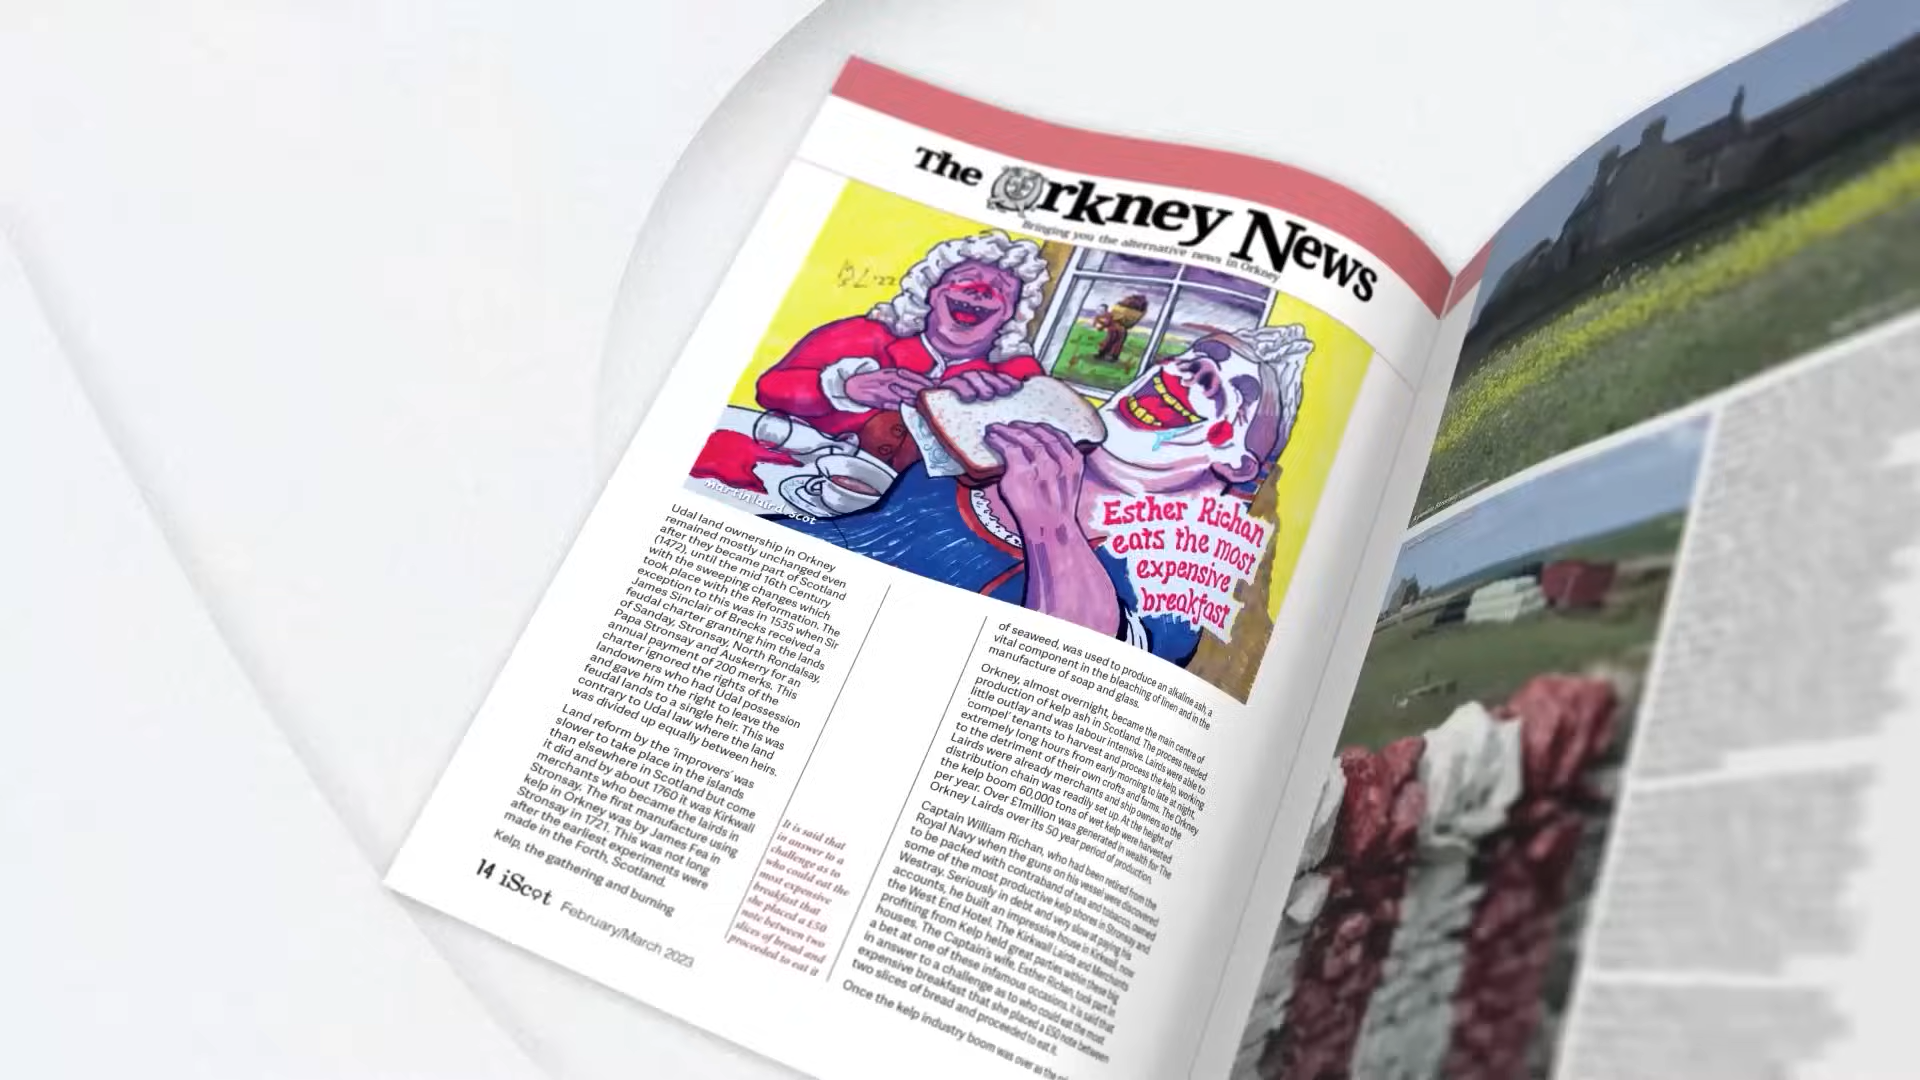 The Orkney News
Bringing you the alternative news in Orkney
martin laird scot
Esther Richan
eats the most
expensive
breakfast
Udal land ownership in Orkney
remained mostly unchanged even
after they became part of Scotland
(1472), until the mid 16th Century
with the sweeping changes which
took place with the Reformation. The
exception to this was in 1535 when Sir
James Sinclair of Brecks received a
feudal charter granting him the lands
of Sanday, Stronsay, North Rondalsay,
Papa Stronsay and Auskerry for an
annual payment of 200 merks. This
charter ignored the rights of the
landowners who had Udal possession
and gave him the right to leave the
feudal lands to a single heir. This was
contrary to Udal law where the land
was divided up equally between heirs.
Land reform by the 'improvers' was
slower to take place in the islands
than elsewhere in Scotland but come
it did and by about 1760 it was Kirkwall
merchants who became the lairds in
Stronsay. The first manufacture using
kelp in Orkney was by James Fea in
Stronsay in 1721. This was not long
after the earliest experiments were
made in the Forth, Scotland.
Kelp, the gathering and burning
14 iScot February/March 2023
It is said that
in answer to a
challenge as to
who could eat the
most expensive
breakfast that
she placed a £50
note between two
slices of bread and
proceeded to eat it
of seaweed, was used to produce an alkaline ash, a
vital component in the bleaching of linen and in the
manufacture of soap and glass.
Orkney, almost overnight, became the main centre of
production of kelp ash in Scotland. The process needed
little outlay and was labour intensive. Lairds were able to
'compel' tenants to harvest and process the kelp, working
extremely long hours from early morning to late at night,
to the detriment of their own crofts and farms. The Orkney
Lairds were already merchants and ship owners so the
distribution chain was readily set up. At the height of
the kelp boom 60,000 tons of wet kelp were harvested
per year. Over £1million was generated in wealth for The
Orkney Lairds over its 50 year period of production.
Captain William Richan, who had been retired from the
Royal Navy when the guns on his vessel were discovered
to be packed with contraband of tea and tobacco, owned
some of the most productive kelp shores in Stronsay and
Westray. Seriously in debt and very slow at paying his
accounts, he built an impressive house in Kirkwall, now
the West End Hotel. The Kirkwall Lairds and Merchants
profiting from Kelp held great parties within these big
houses. The Captain's wife, Esther Richan, took part in
a bet at one of these infamous occasions. It is said that
in answer to a challenge as to who could eat the most
expensive breakfast that she placed a £50 note between
two slices of bread and proceeded to eat it.
Once the kelp industry boom was over as the